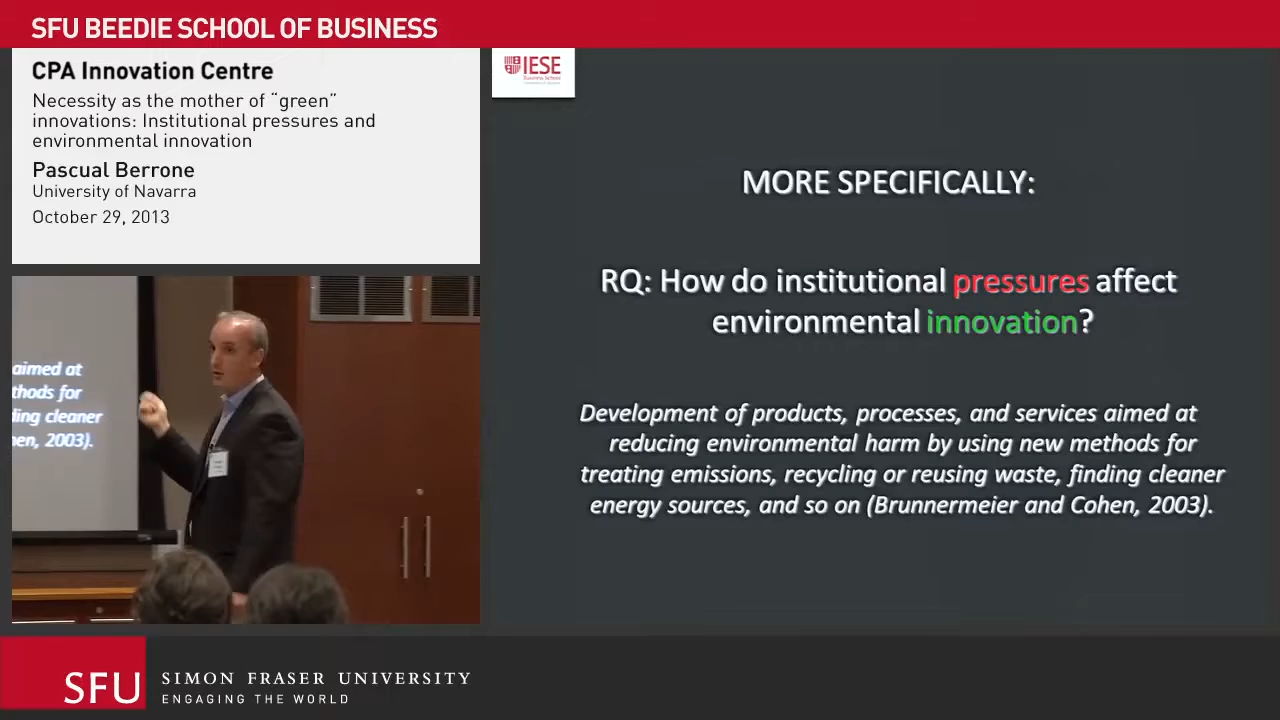 SFU BEEDIE SCHOOL OF BUSINESS
CPA Innovation Centre
Necessity as the mother of “green”
innovations: Institutional pressures and
environmental innovation
Pascual Berrone
University of Navarra
October 29, 2013
IESE
Business School
MORE SPECIFICALLY:
RQ: How do institutional pressures affect
environmental innovation?
Development of products, processes, and services aimed at
reducing environmental harm by using new methods for
treating emissions, recycling or reusing waste, finding cleaner
energy sources, and so on (Brunnermeier and Cohen, 2003).
aimed at
thods for
ding cleaner
hen, 2003).
SFU
SIMON FRASER UNIVERSITY
ENGAGING THE WORLD